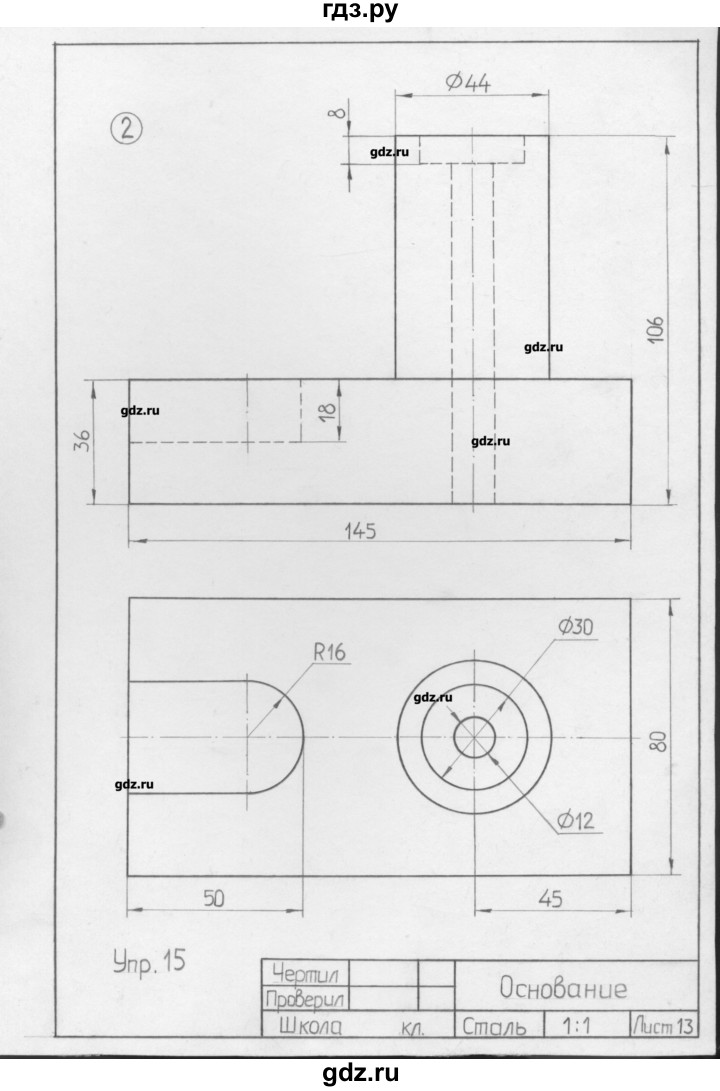 гдз.ру
Ø44
2
8
gdz.ru
106
gdz.ru
gdz.ru
18
36
gdz.ru
145
Ø30
R16
gdz.ru
80
gdz.ru
Ø12
50
45
Упр. 15
Чертил
Основание
Проверил
Школа кл. Сталь 1:1 Лист 13
gdz.ru